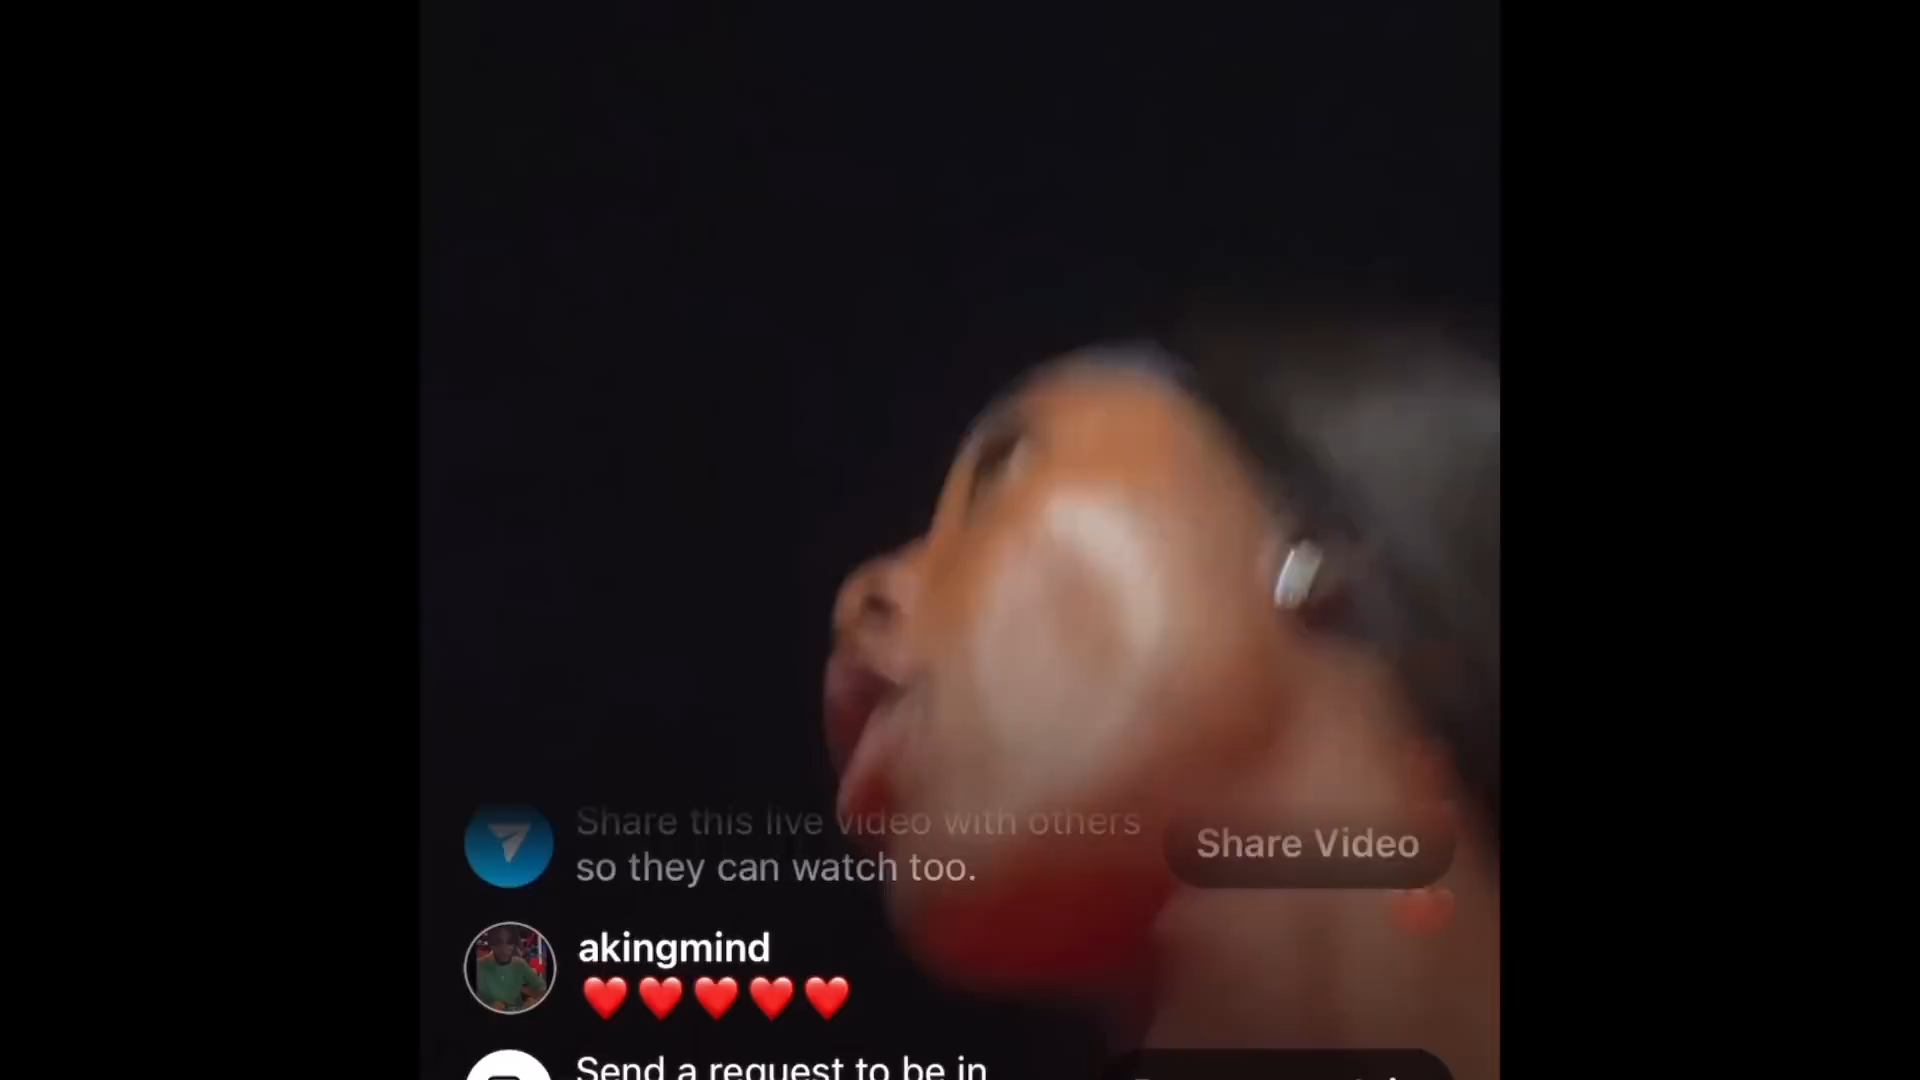 Share this live video with others
so they can watch too.
Share Video
akingmind
❤️❤️❤️❤️❤️
Send a request to be in